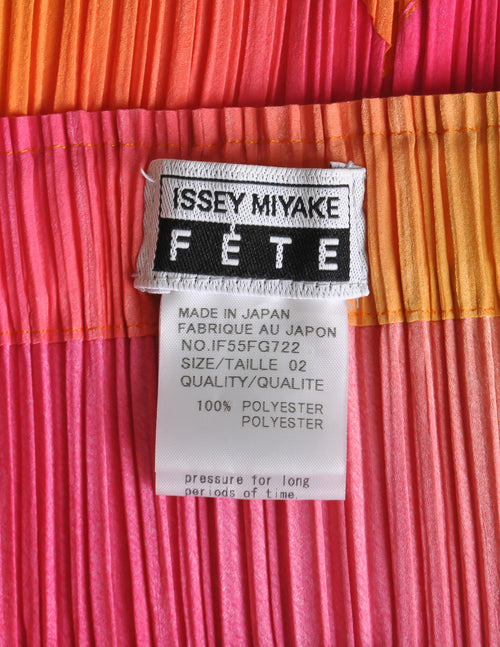 ISSEY MIYAKE
FÊTE
MADE IN JAPAN
FABRIQUE AU JAPON
NO.IF55FG722
SIZE/TAILLE 02
QUALITY/QUALITE
100% POLYESTER
POLYESTER
pressure for long
periods of time.